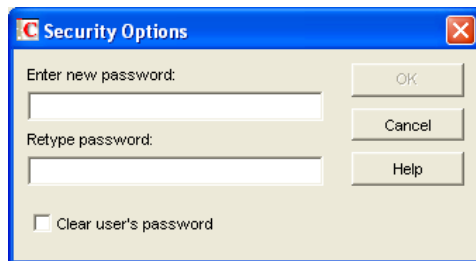 C Security Options
Enter new password:
OK
Retype password:
Cancel
Help
Clear user's password